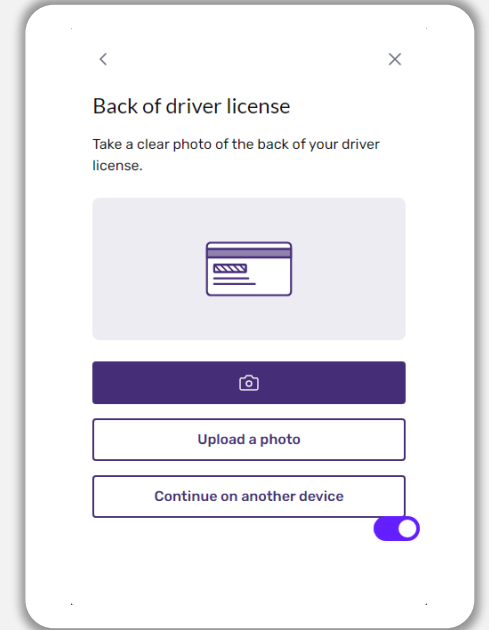 Back of driver license
Take a clear photo of the back of your driver
license.
Upload a photo
Continue on another device